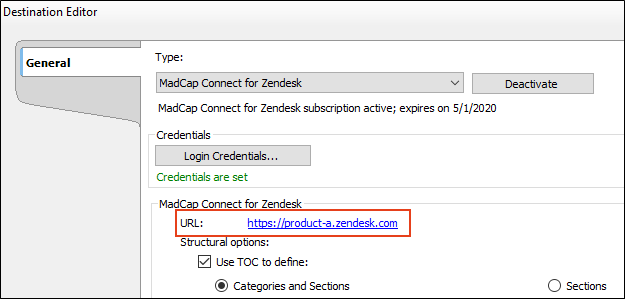 Destination Editor
General
Type:
MadCap Connect for Zendesk
Deactivate
MadCap Connect for Zendesk subscription active; expires on 5/1/2020
Credentials
Login Credentials...
Credentials are set
MadCap Connect for Zendesk
URL: https://product-a.zendesk.com
Structural options:
Use TOC to define:
Categories and Sections
Sections